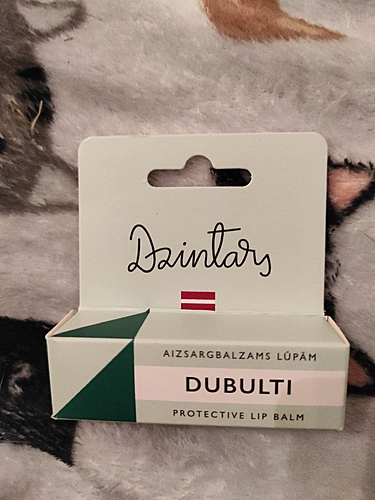 Dzintars
AIZSARGBALZAMS LŪPĀM
DUBULTI
PROTECTIVE LIP BALM